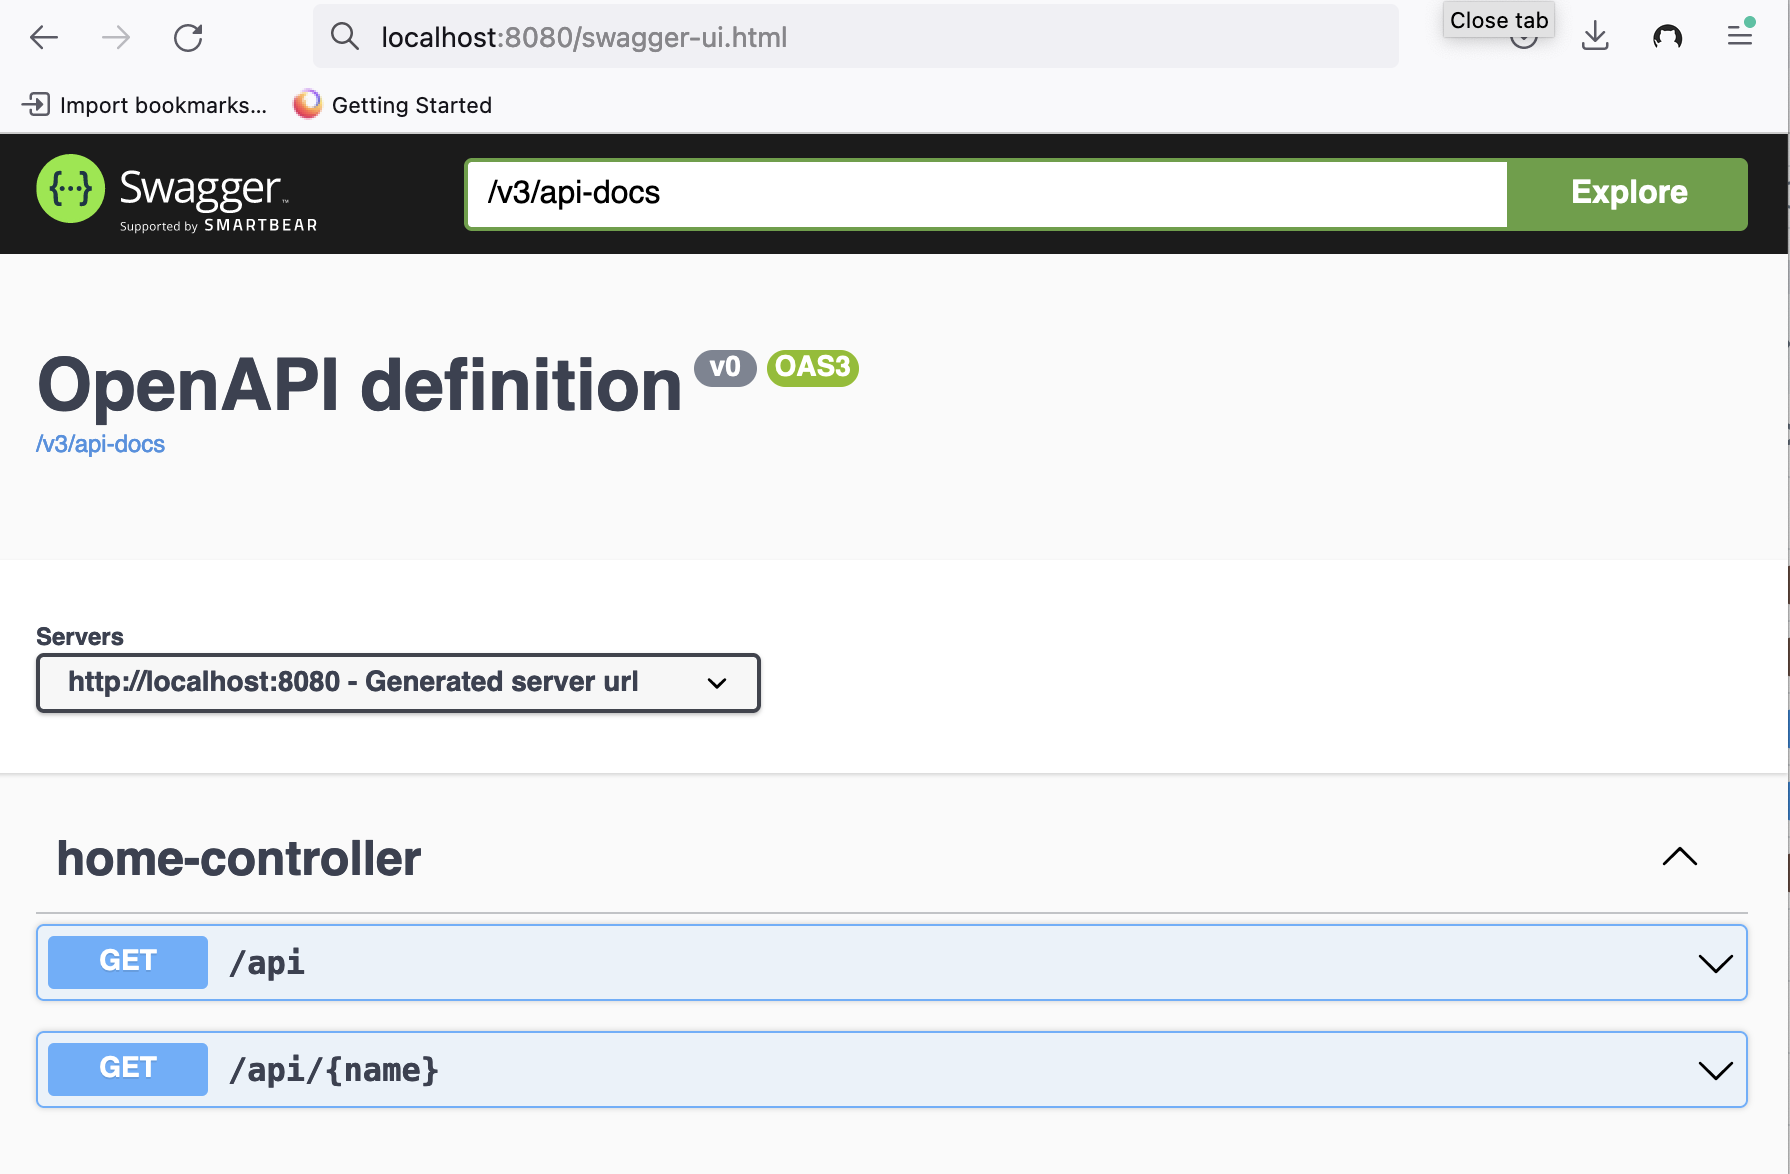 localhost:8080/swagger-ui.html
Close tab
Import bookmarks...
Getting Started
{...} Swagger™
Supported by SMARTBEAR
/v3/api-docs
Explore
OpenAPI definition v0 OAS3
/v3/api-docs
Servers
http://localhost:8080 - Generated server url
home-controller
GET /api
GET /api/{name}